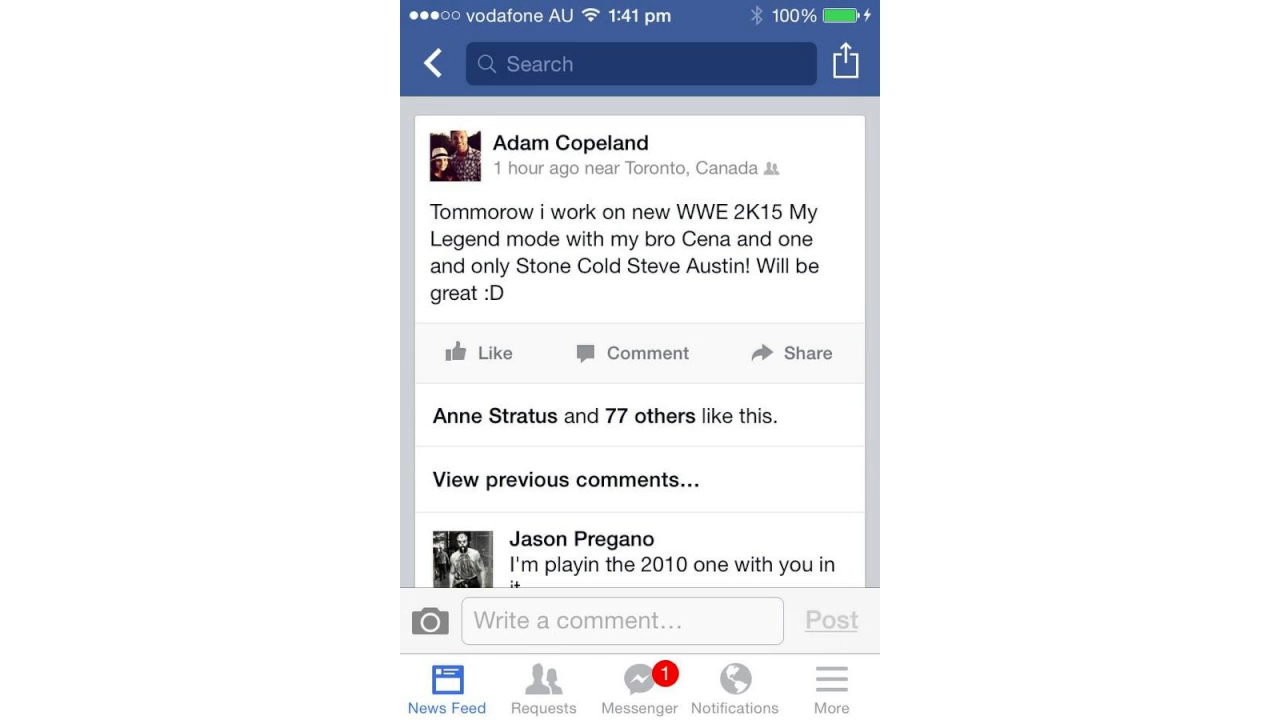 vodafone AU 1:41 pm 100%
Search
Adam Copeland
1 hour ago near Toronto, Canada
Tommorow i work on new WWE 2K15 My
Legend mode with my bro Cena and one
and only Stone Cold Steve Austin! Will be
great :D
Like Comment Share
Anne Stratus and 77 others like this.
View previous comments...
Jason Pregano
I'm playin the 2010 one with you in
it
Write a comment... Post
1
News Feed Requests Messenger Notifications More